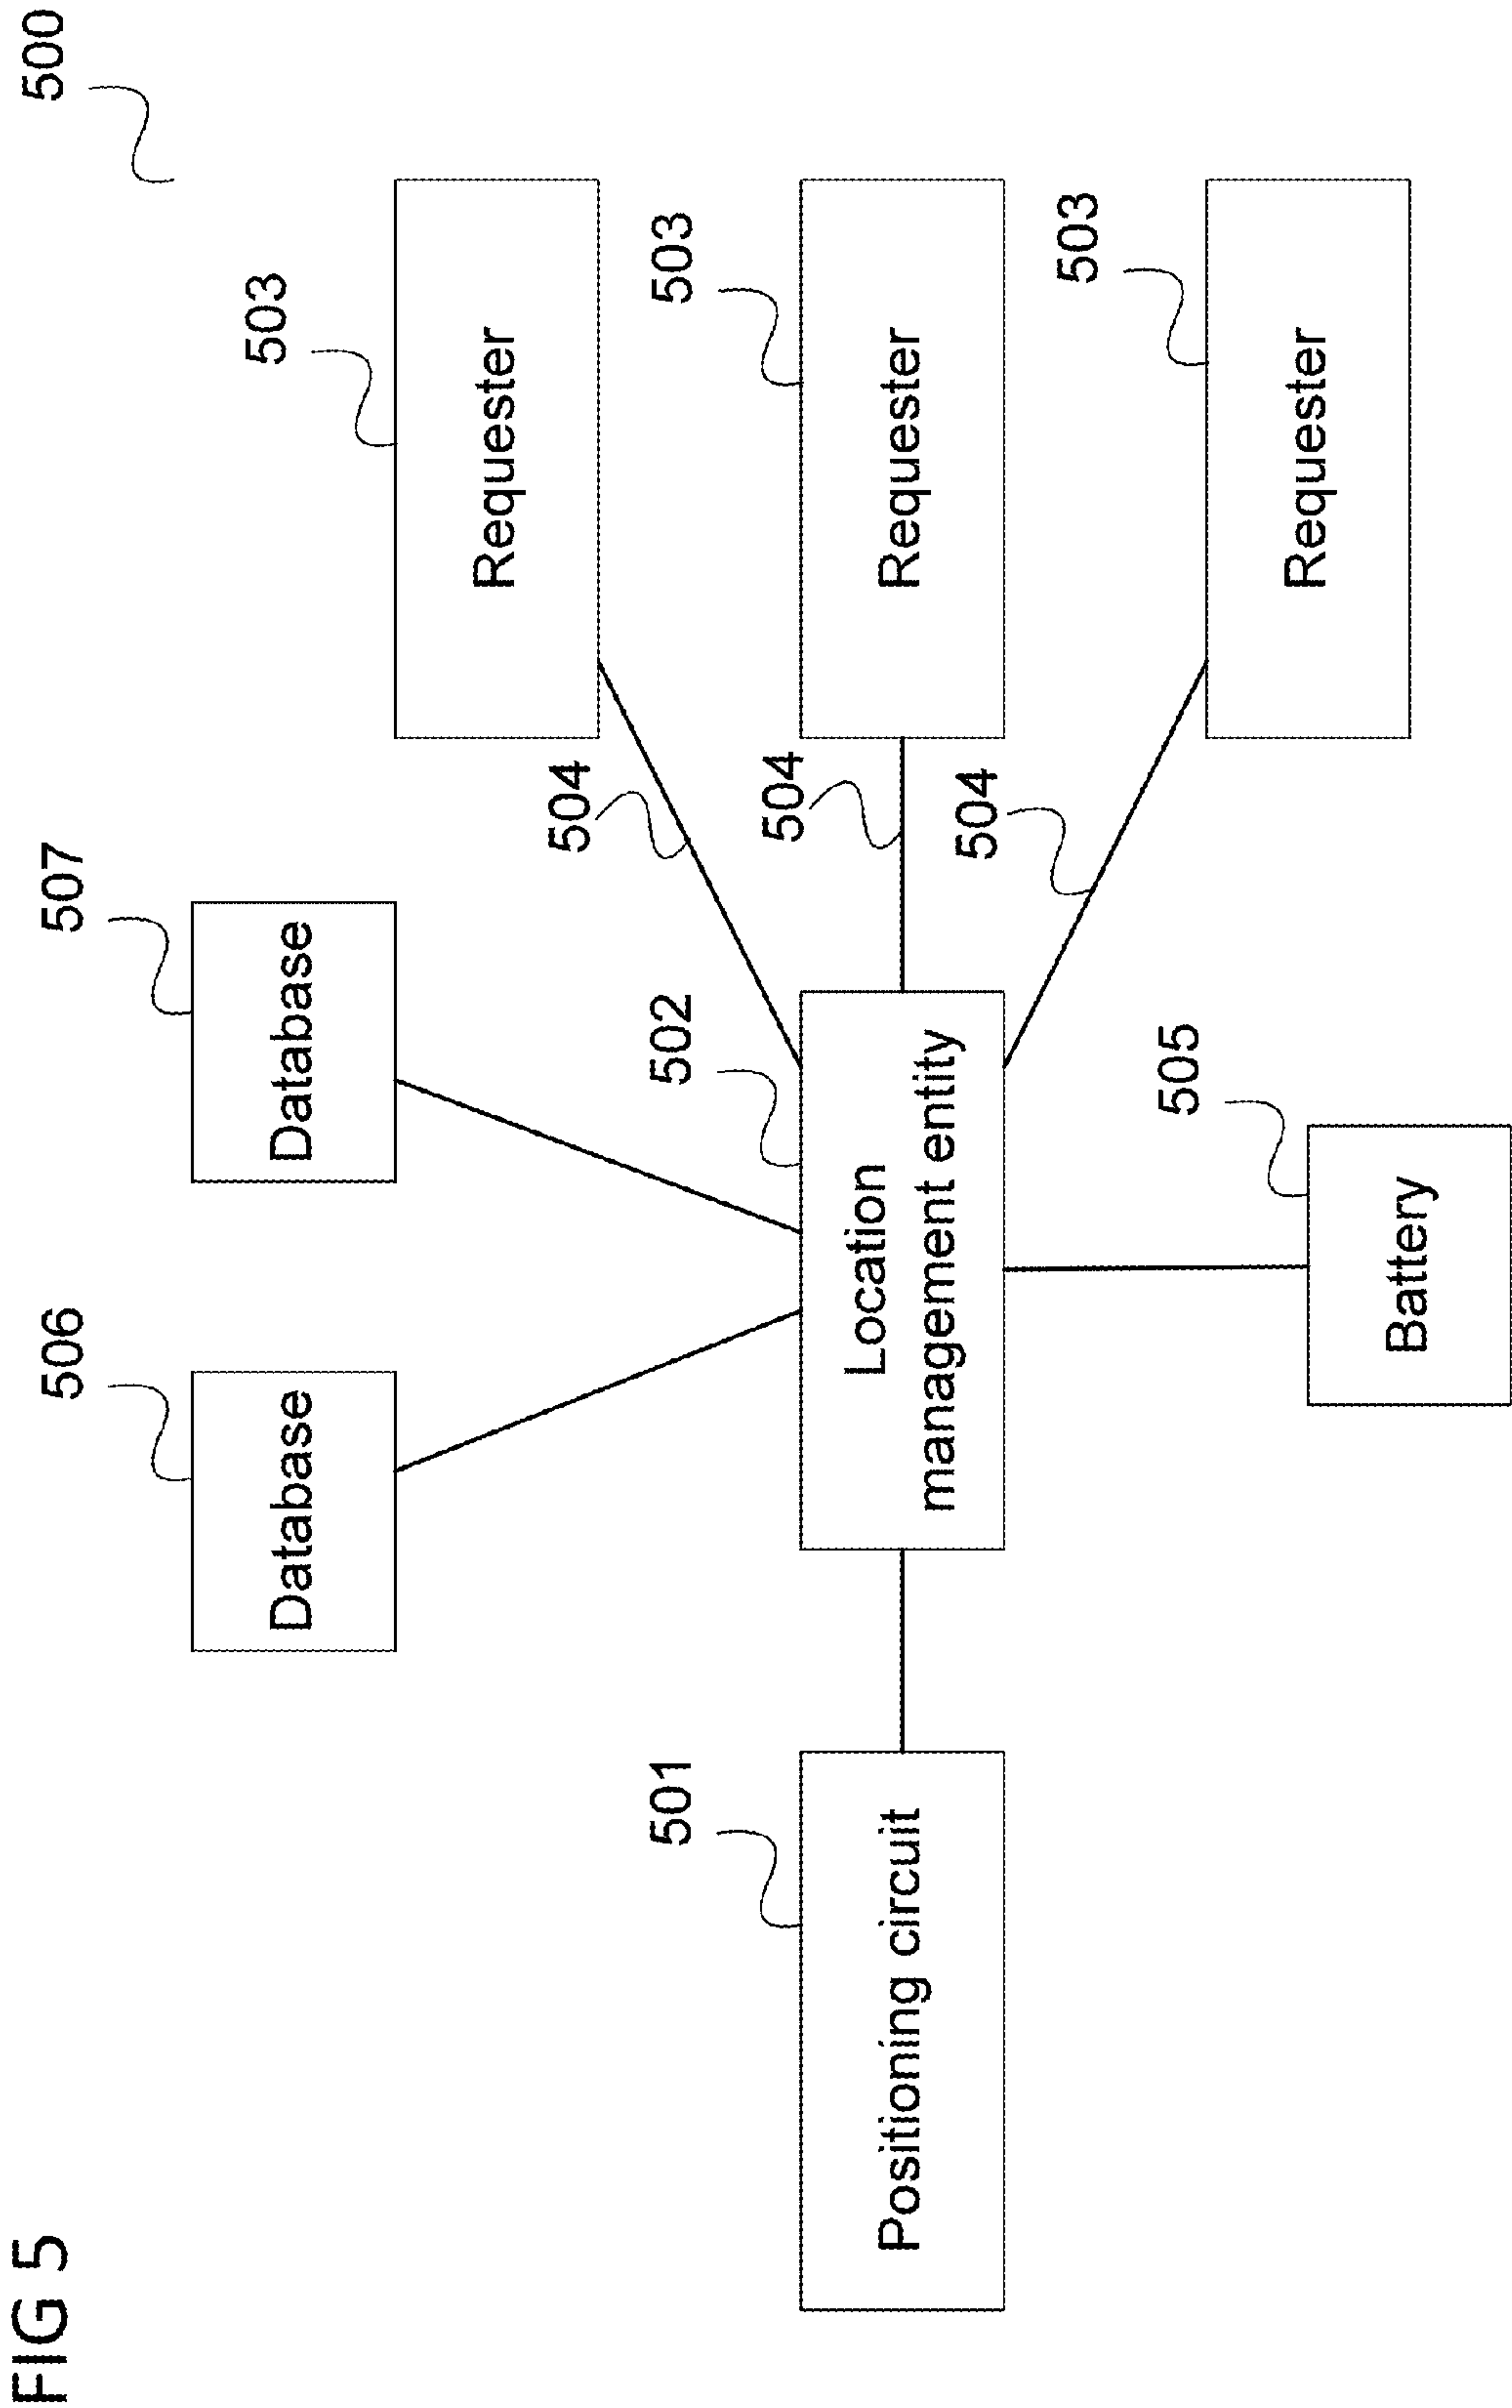 FIG 5
500
506
507
Database
Database
503
Requester
504
501
Positioning circuit
502
Location
management entity
504
503
Requester
504
503
Requester
505
Battery